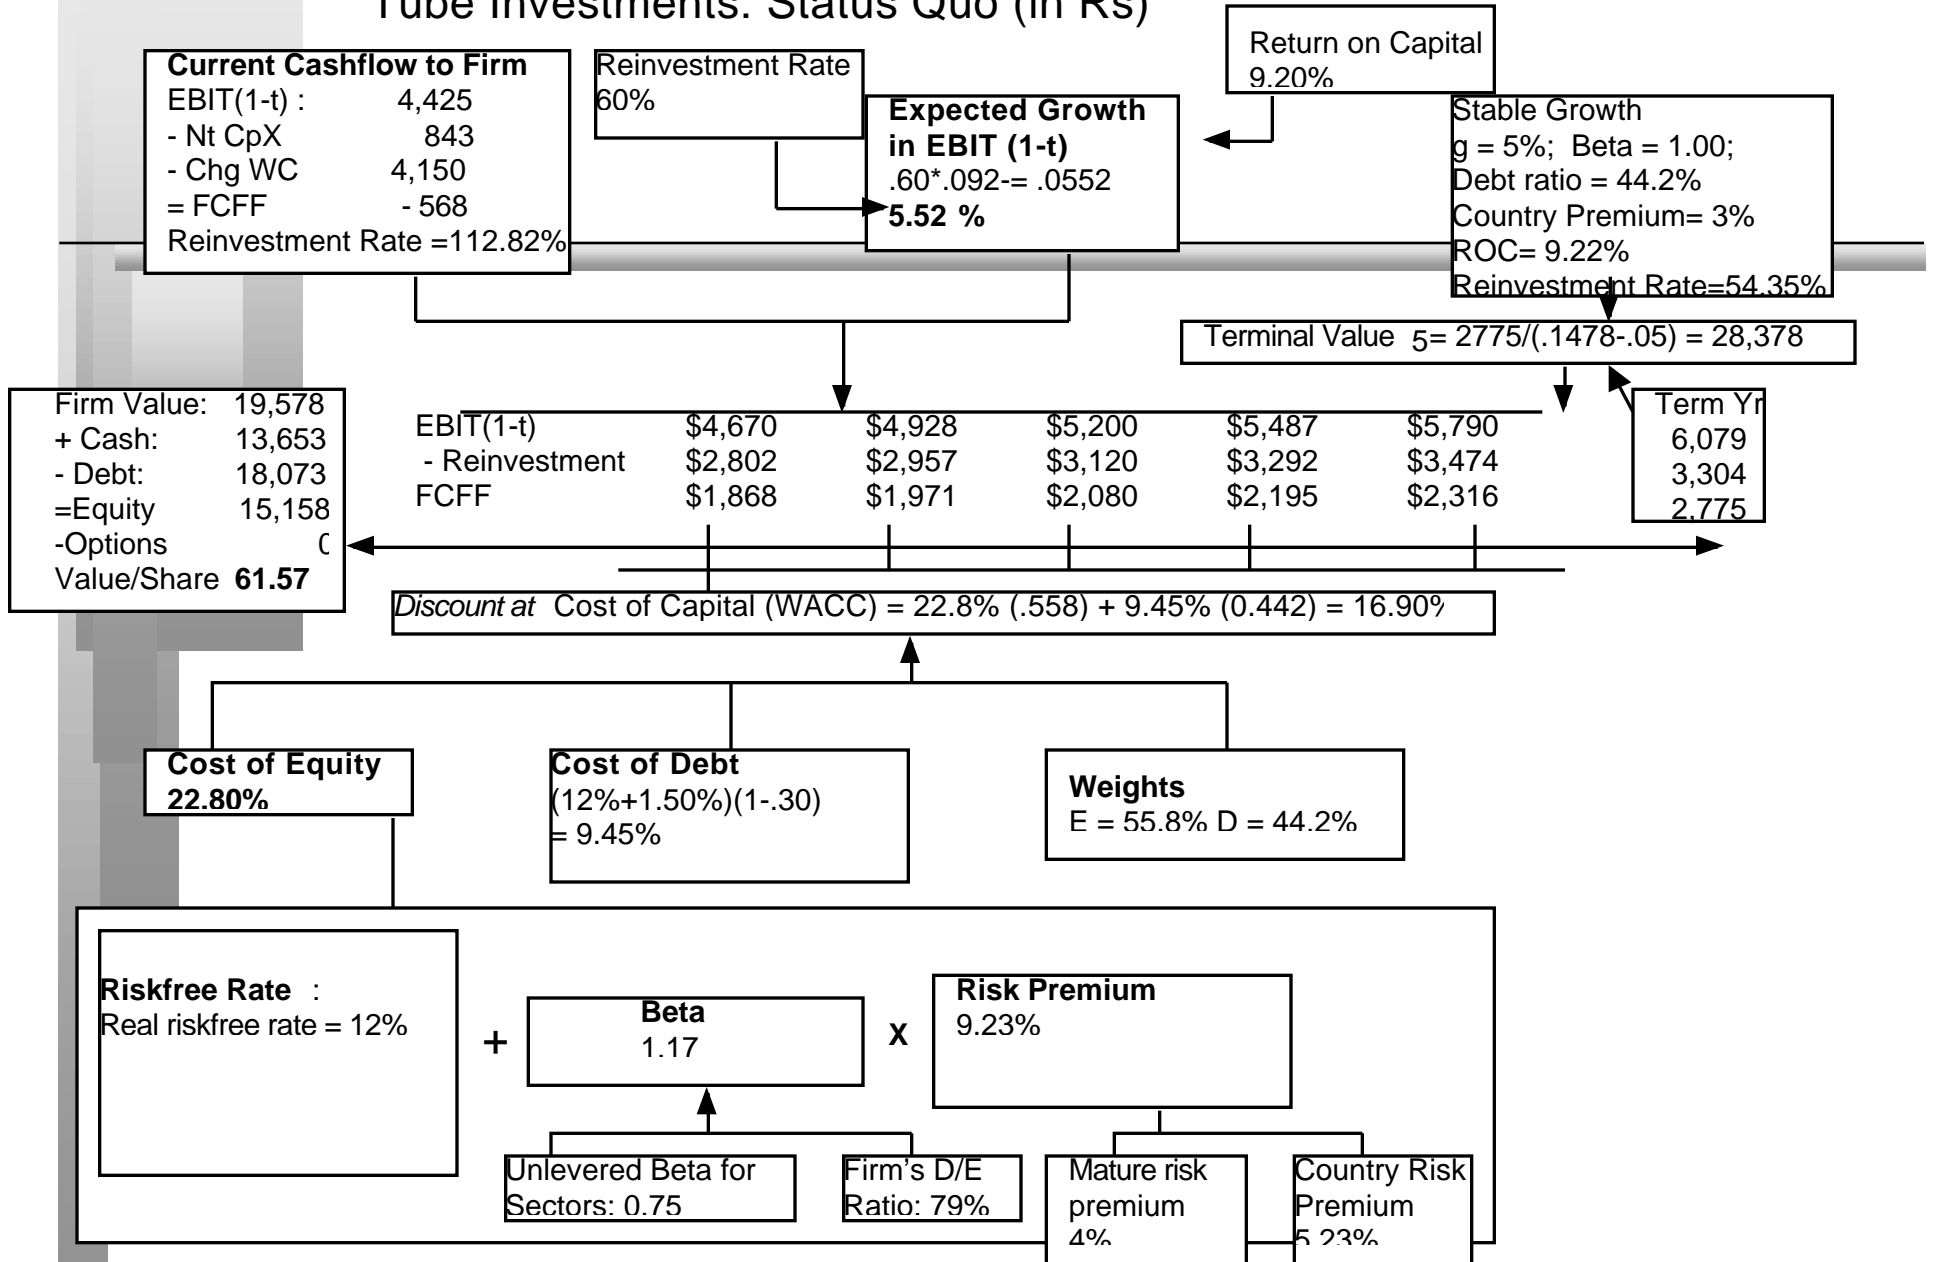 Tube Investments: Status Quo (in Rs)
Current Cashflow to Firm
EBIT(1-t) : 4,425
- Nt CpX 843
- Chg WC 4,150
= FCFF - 568
Reinvestment Rate =112.82%
Reinvestment Rate
60%
Expected Growth
in EBIT (1-t)
.60*.092-= .0552
5.52 %
Return on Capital
9.20%
Stable Growth
g = 5%; Beta = 1.00;
Debt ratio = 44.2%
Country Premium= 3%
ROC= 9.22%
Reinvestment Rate=54.35%
Terminal Value 5= 2775/(.1478-.05) = 28,378
Firm Value: 19,578
+ Cash: 13,653
- Debt: 18,073
=Equity 15,158
-Options 0
Value/Share 61.57
EBIT(1-t) $4,670 $4,928 $5,200 $5,487 $5,790
- Reinvestment $2,802 $2,957 $3,120 $3,292 $3,474
FCFF $1,868 $1,971 $2,080 $2,195 $2,316
Term Yr
6,079
3,304
2,775
Discount at Cost of Capital (WACC) = 22.8% (.558) + 9.45% (0.442) = 16.90%
Cost of Equity
22.80%
Cost of Debt
(12%+1.50%)(1-.30)
= 9.45%
Weights
E = 55.8% D = 44.2%
Riskfree Rate :
Real riskfree rate = 12%
+
Beta
1.17
X
Risk Premium
9.23%
Unlevered Beta for
Sectors: 0.75
Firm’s D/E
Ratio: 79%
Mature risk
premium
4%
Country Risk
Premium
5.23%